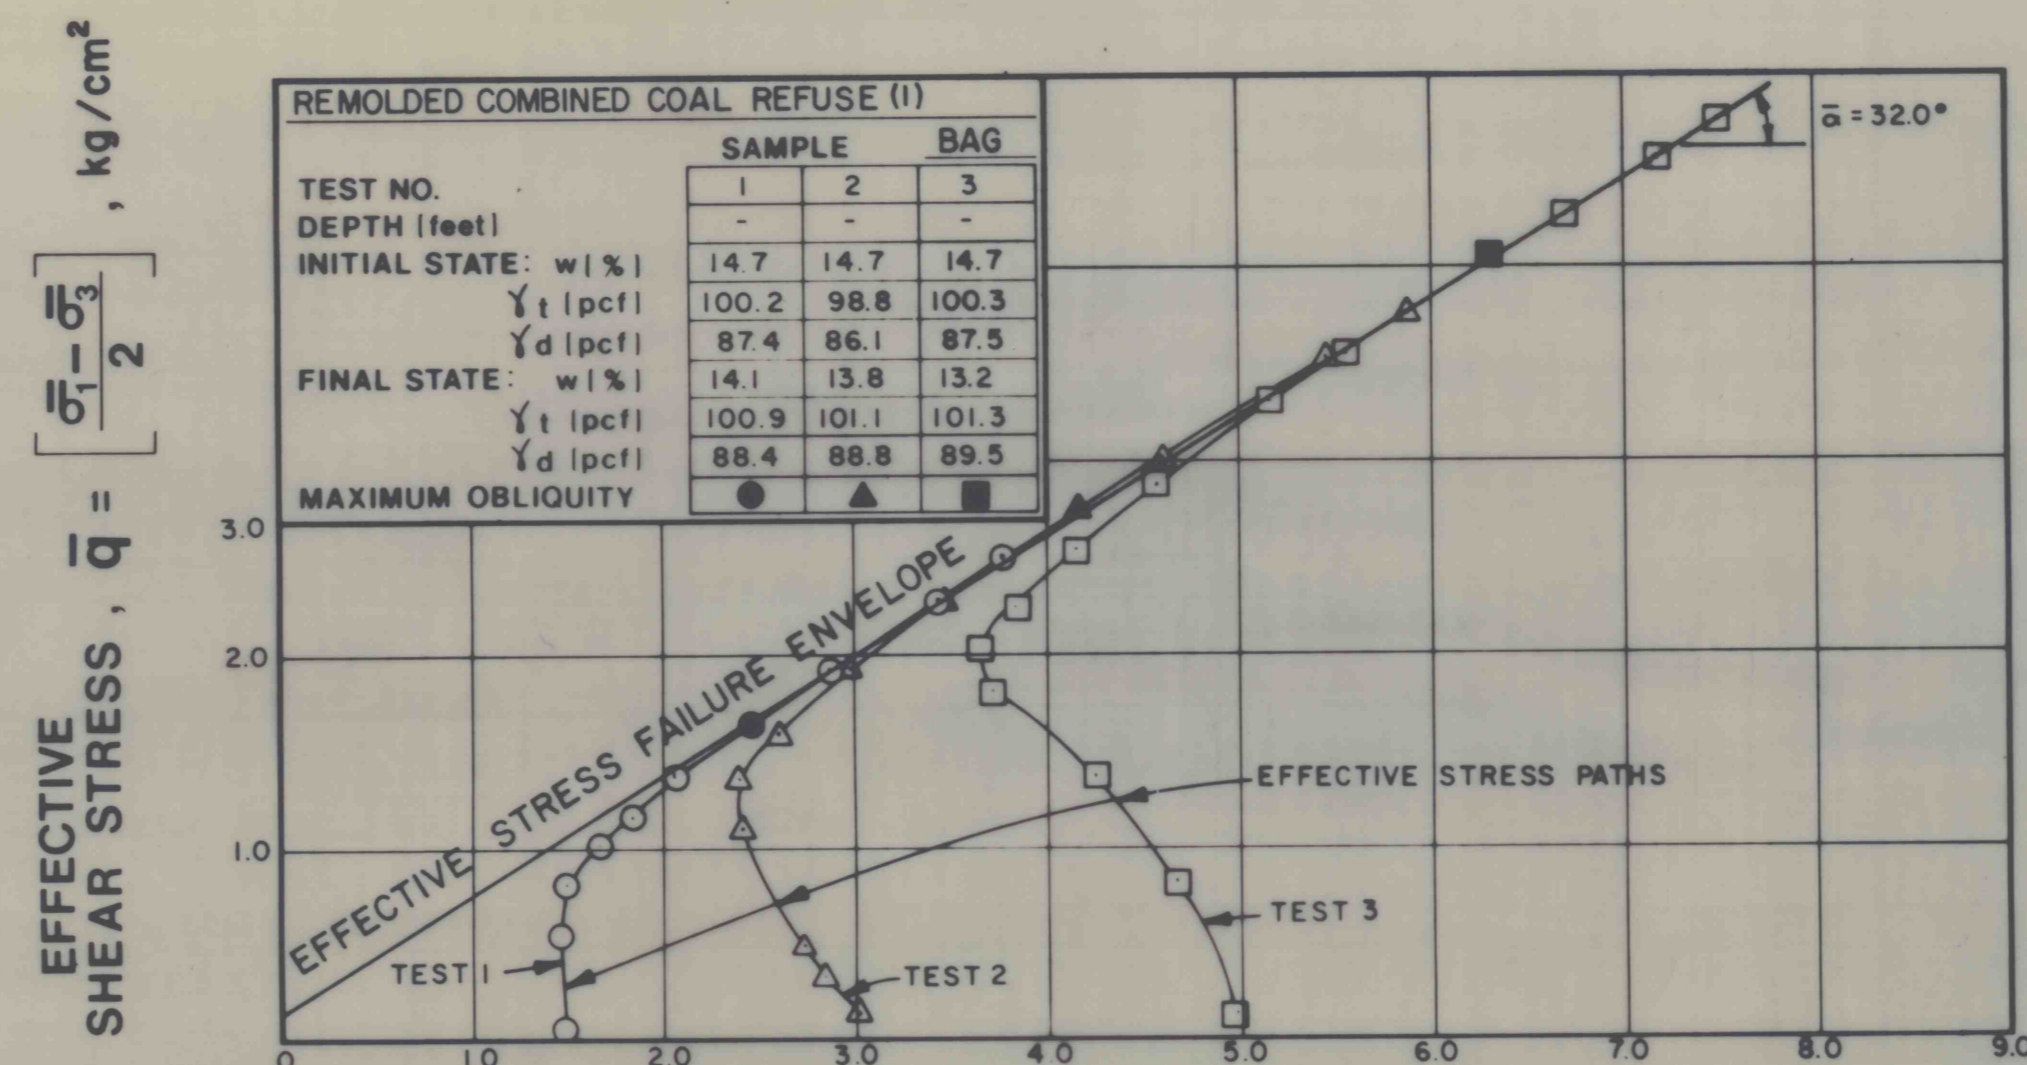 EFFECTIVE
SHEAR STRESS, q̅ = [σ̅1 − σ̅3 / 2], kg/cm²
REMOLDED COMBINED COAL REFUSE (1)
SAMPLE BAG
TEST NO. 1 2 3
DEPTH (feet) - - -
INITIAL STATE: w(%) 14.7 14.7 14.7
γt (pcf) 100.2 98.8 100.3
γd (pcf) 87.4 86.1 87.5
FINAL STATE: w(%) 14.1 13.8 13.2
γt (pcf) 100.9 101.1 101.3
γd (pcf) 88.4 88.8 89.5
MAXIMUM OBLIQUITY ● ▲ ■
a̅ = 32.0°
3.0
2.0
1.0
EFFECTIVE STRESS FAILURE ENVELOPE
EFFECTIVE STRESS PATHS
TEST 1
TEST 2
TEST 3
0 1.0 2.0 3.0 4.0 5.0 6.0 7.0 8.0 9.0